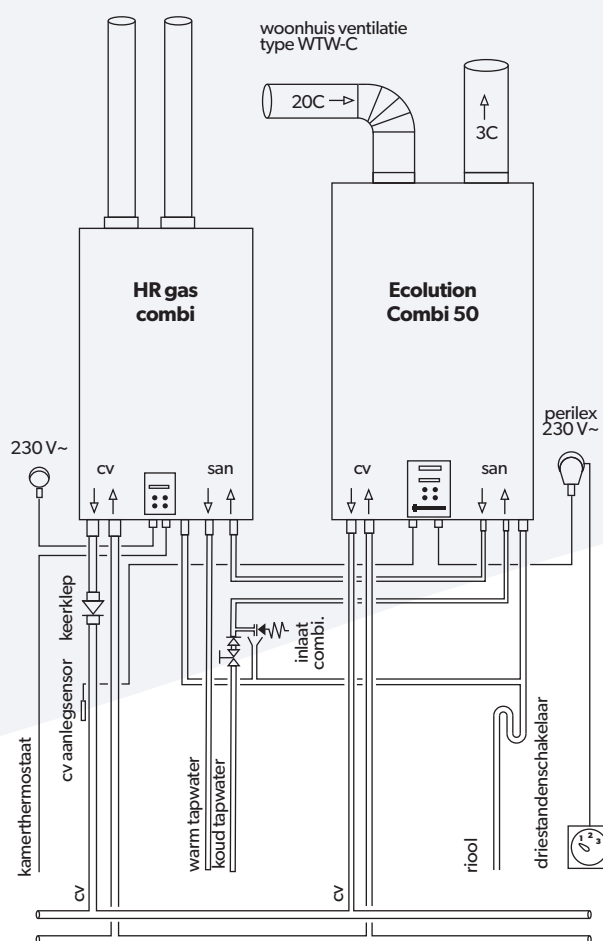 woonhuis ventilatie
type WTW-C
20C
3C
HR gas
combi
Ecolution
Combi 50
230 V~
perilex
230 V~
cv
san
cv
san
keerklep
inlaat
combi.
cv aanlegsensor
kamerthermostaat
warm tapwater
koud tapwater
riool
driestandenschakelaar
1 2 3
cv
cv